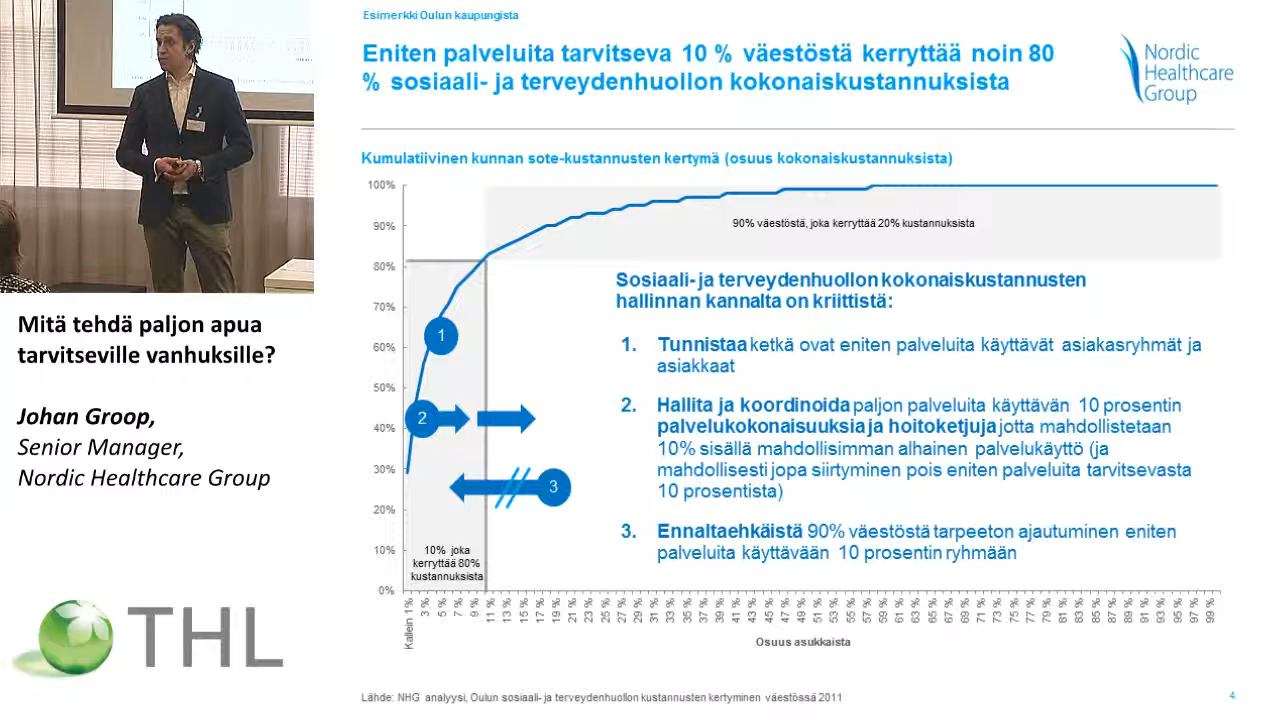 Esimerkki Oulun kaupungista
Eniten palveluita tarvitseva 10 % väestöstä kerryttää noin 80
% sosiaali- ja terveydenhuollon kokonaiskustannuksista
Nordic
Healthcare
Group
Kumulatiivinen kunnan sote-kustannusten kertymä (osuus kokonaiskustannuksista)
100%
90%
80%
70%
60%
50%
40%
30%
20%
10%
0%
90% väestöstä, joka kerryttää 20% kustannuksista
1
2
3
10% joka
kerryttää 80%
kustannuksista
Sosiaali- ja terveydenhuollon kokonaiskustannusten
hallinnan kannalta on kriittistä:
1. Tunnistaa ketkä ovat eniten palveluita käyttävät asiakasryhmät ja
asiakkaat
2. Hallita ja koordinoida paljon palveluita käyttävän 10 prosentin
palvelukokonaisuuksia ja hoitoketjuja jotta mahdollistetaan
10% sisällä mahdollisimman alhainen palvelukäyttö (ja
mahdollisesti jopa siirtyminen pois eniten palveluita tarvitsevasta
10 prosentista)
3. Ennaltaehkäistä 90% väestöstä tarpeeton ajautuminen eniten
palveluita käyttävään 10 prosentin ryhmään
Kallein 1%
3 %
5 %
7 %
9 %
11 %
13 %
15 %
17 %
19 %
21 %
23 %
25 %
27 %
29 %
31 %
33 %
35 %
37 %
39 %
41 %
43 %
45 %
47 %
49 %
51 %
53 %
55 %
57 %
59 %
61 %
63 %
65 %
67 %
69 %
71 %
73 %
75 %
77 %
79 %
81 %
83 %
85 %
87 %
89 %
91 %
93 %
95 %
97 %
99 %
Osuus asukkaista
Lähde: NHG analyysi, Oulun sosiaali- ja terveydenhuollon kustannusten kertyminen väestössä 2011
4
Mitä tehdä paljon apua
tarvitseville vanhuksille?
Johan Groop,
Senior Manager,
Nordic Healthcare Group
THL